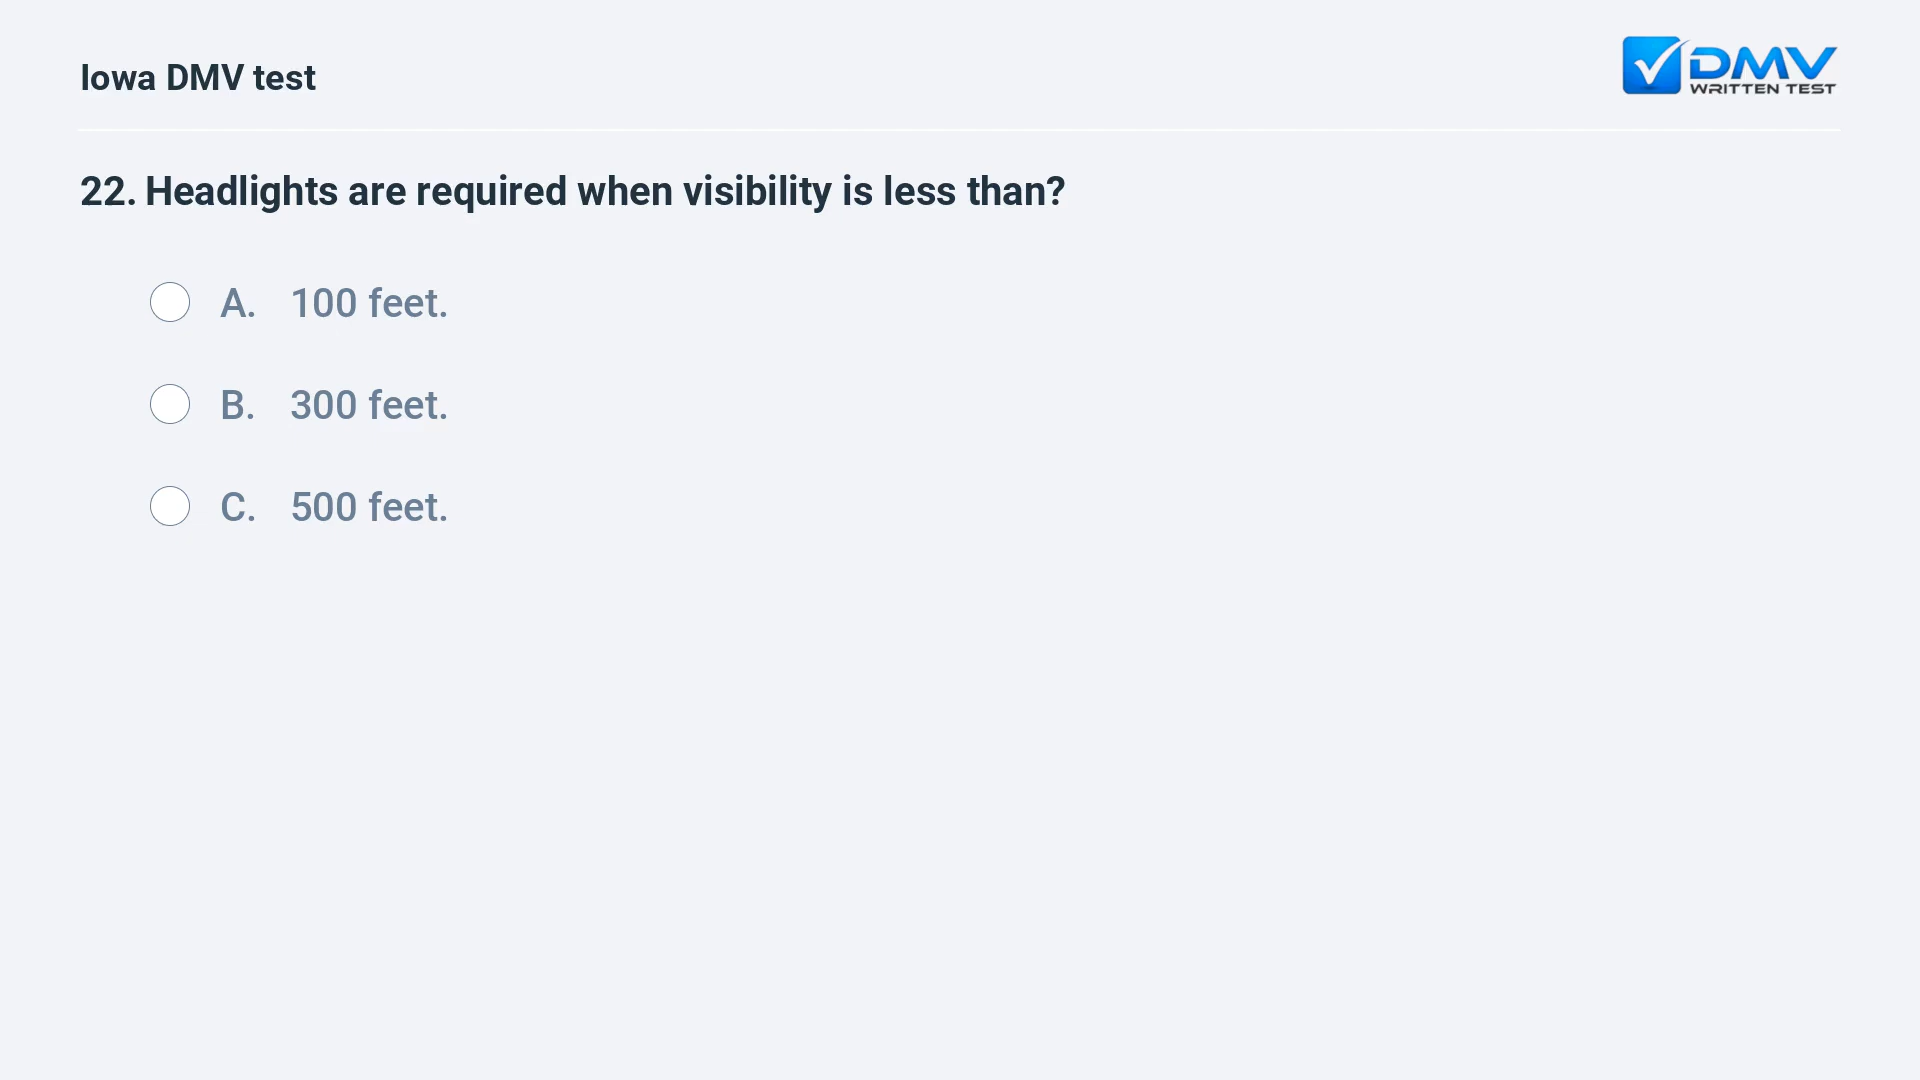 Iowa DMV test
DMV
WRITTEN TEST
22. Headlights are required when visibility is less than?
A. 100 feet.
B. 300 feet.
C. 500 feet.